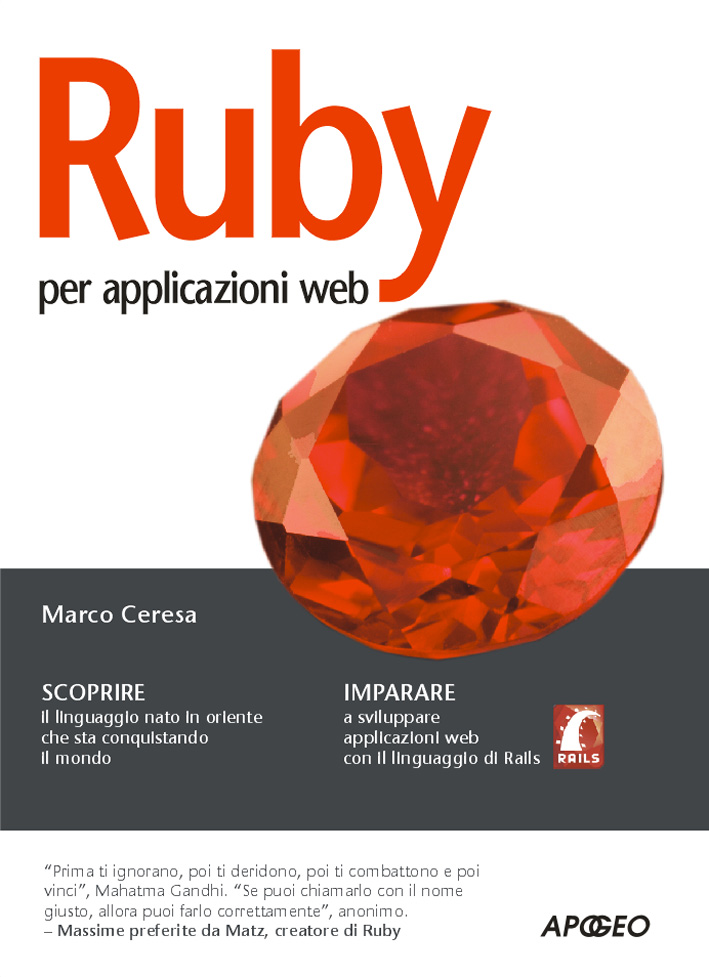 Ruby
per applicazioni web
Marco Ceresa
SCOPRIRE
il linguaggio nato in oriente
che sta conquistando
il mondo
IMPARARE
a sviluppare
applicazioni web
con il linguaggio di Rails
RAILS
“Prima ti ignorano, poi ti deridono, poi ti combattono e poi
vinci”, Mahatma Gandhi. “Se puoi chiamarlo con il nome
giusto, allora puoi farlo correttamente”, anonimo.
– Massime preferite da Matz, creatore di Ruby
APOGEO